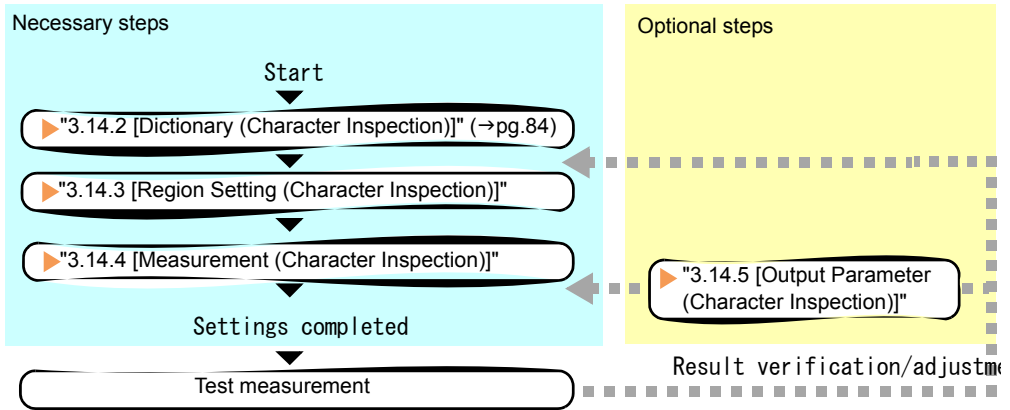 Necessary steps
Optional steps
Start
"3.14.2 [Dictionary (Character Inspection)]" (→pg.84)
"3.14.3 [Region Setting (Character Inspection)]"
"3.14.4 [Measurement (Character Inspection)]"
"3.14.5 [Output Parameter
(Character Inspection)]"
Settings completed
Result verification/adjustme
Test measurement